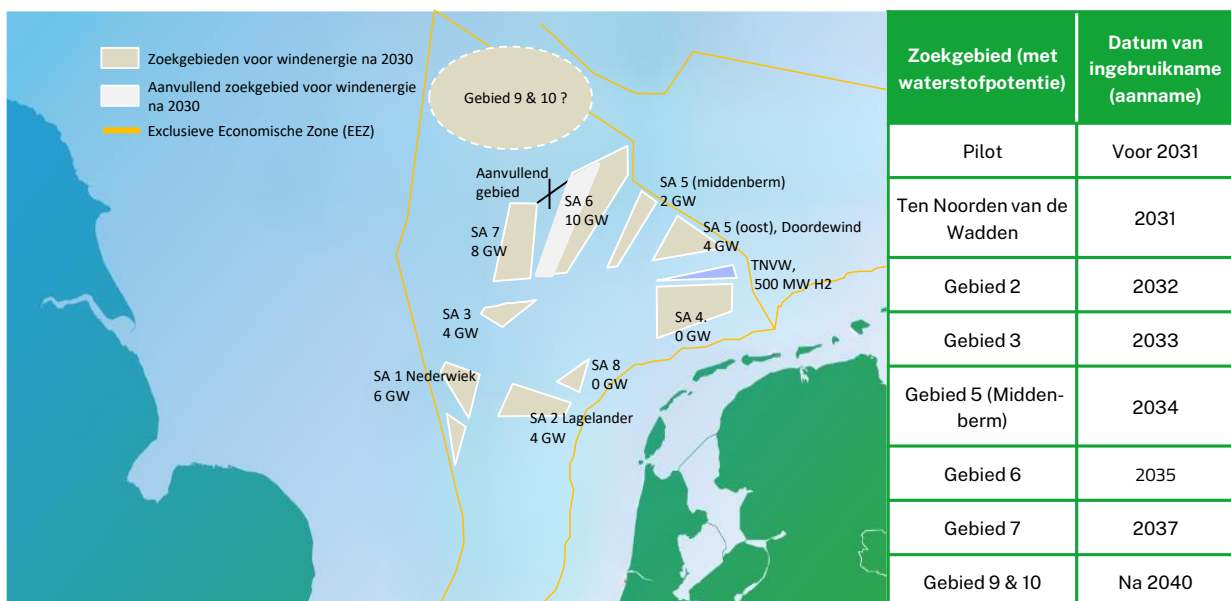 Zoekgebieden voor windenergie na 2030
Aanvullend zoekgebied voor windenergie
na 2030
Exclusieve Economische Zone (EEZ)
Gebied 9 & 10 ?
Aanvullend
gebied
SA 6
10 GW
SA 5 (middenberm)
2 GW
SA 7
8 GW
SA 5 (oost), Doordewind
4 GW
TNVW,
500 MW H2
SA 3
4 GW
SA 4.
0 GW
SA 1 Nederwiek
6 GW
SA 8
0 GW
SA 2 Lagelander
4 GW
Zoekgebied (met
waterstofpotentie)
Datum van
ingebruikname
(aanname)
Pilot
Voor 2031
Ten Noorden van de
Wadden
2031
Gebied 2
2032
Gebied 3
2033
Gebied 5 (Midden-
berm)
2034
Gebied 6
2035
Gebied 7
2037
Gebied 9 & 10
Na 2040